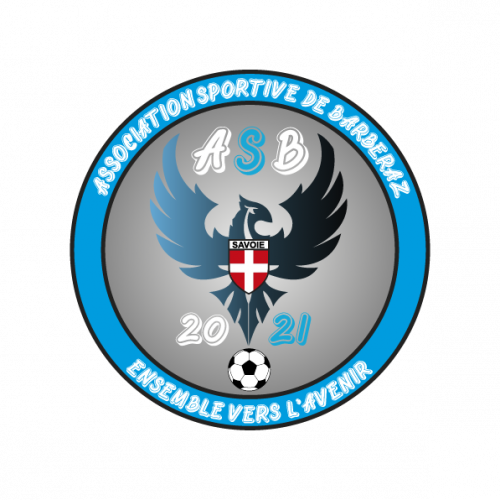 ASSOCIATION SPORTIVE DE BARBERAZ
ASB
SAVOIE
20 21
ENSEMBLE VERS L'AVENIR